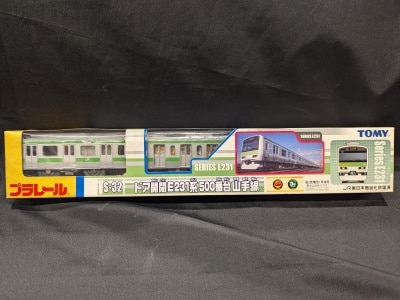 SERIES E231
SERIES E231
TOMY
Series E231
プラレール
S-32 ドア開閉E231系500番台山手線
JR東日本商品化許諾済